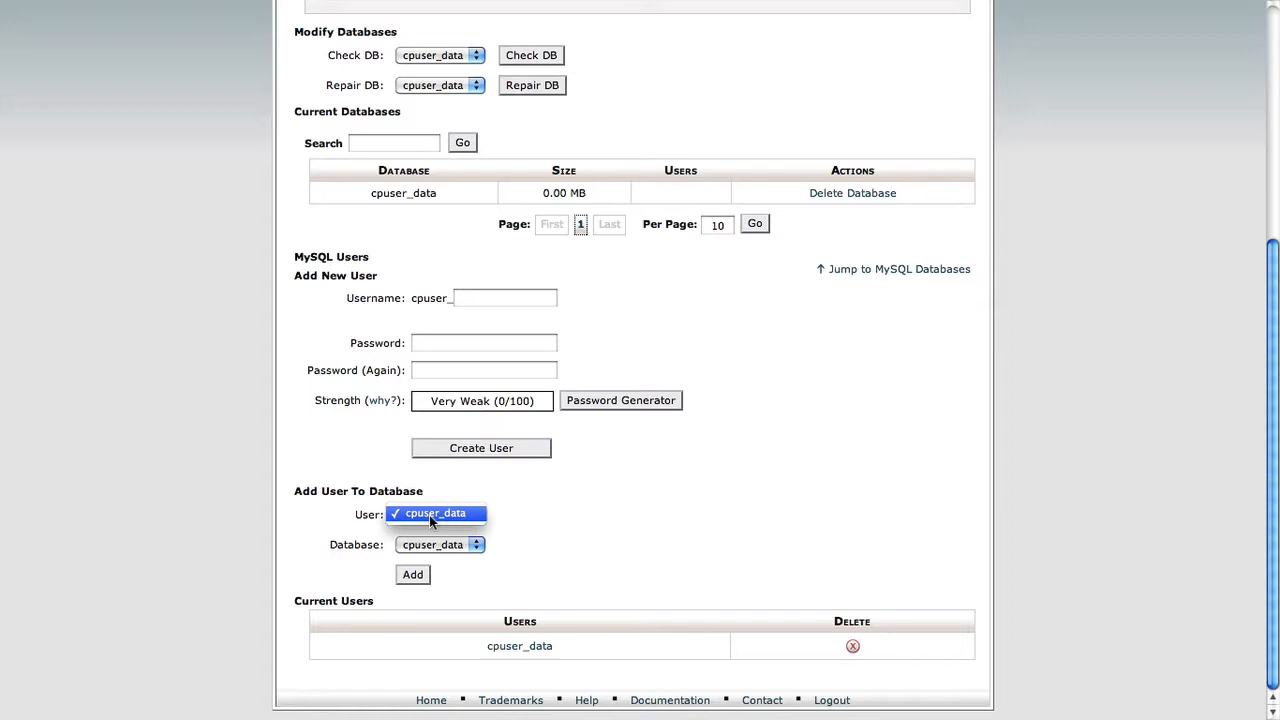 Modify Databases
Check DB: cpuser_data Check DB
Repair DB: cpuser_data Repair DB
Current Databases
Search Go
Database Size Users Actions
cpuser_data 0.00 MB Delete Database
Page: First 1 Last Per Page: 10 Go
MySQL Users
↑ Jump to MySQL Databases
Add New User
Username: cpuser_
Password:
Password (Again):
Strength (why?): Very Weak (0/100) Password Generator
Create User
Add User To Database
User: ✓ cpuser_data
Database: cpuser_data
Add
Current Users
Users Delete
cpuser_data
Home ▪ Trademarks ▪ Help ▪ Documentation ▪ Contact ▪ Logout